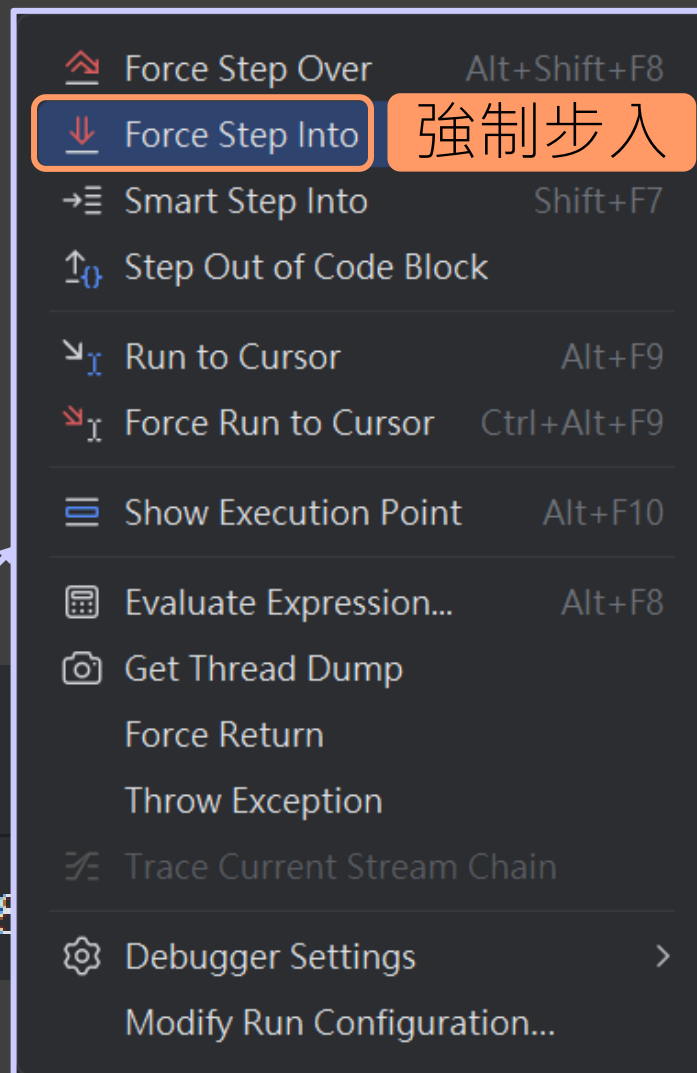 Force Step Over Alt+Shift+F8
Force Step Into 強制步入
Smart Step Into Shift+F7
Step Out of Code Block
Run to Cursor Alt+F9
Force Run to Cursor Ctrl+Alt+F9
Show Execution Point Alt+F10
Evaluate Expression... Alt+F8
Get Thread Dump
Force Return
Throw Exception
Trace Current Stream Chain
Debugger Settings
Modify Run Configuration...